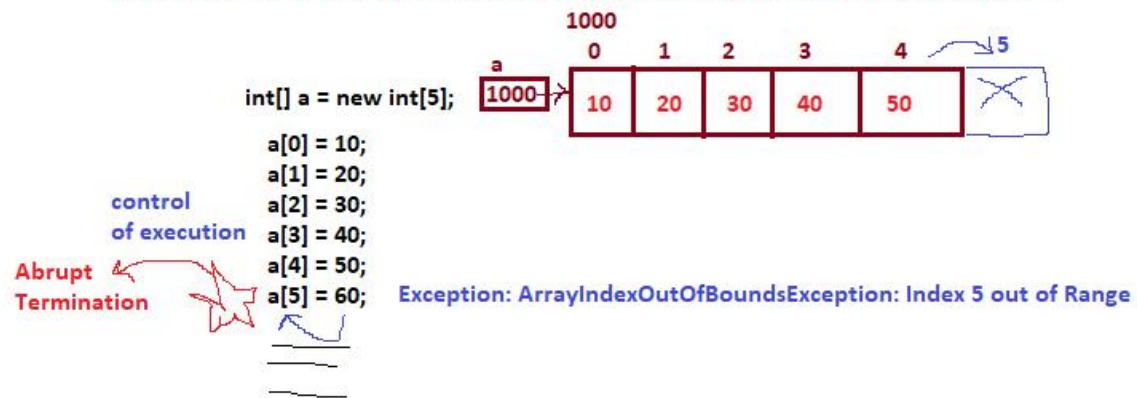 1000
0 1 2 3 4 5
a
int[] a = new int[5]; 1000 10 20 30 40 50
a[0] = 10;
a[1] = 20;
control
of execution
a[2] = 30;
a[3] = 40;
a[4] = 50;
Abrupt
Termination
a[5] = 60; Exception: ArrayIndexOutOfBoundsException: Index 5 out of Range